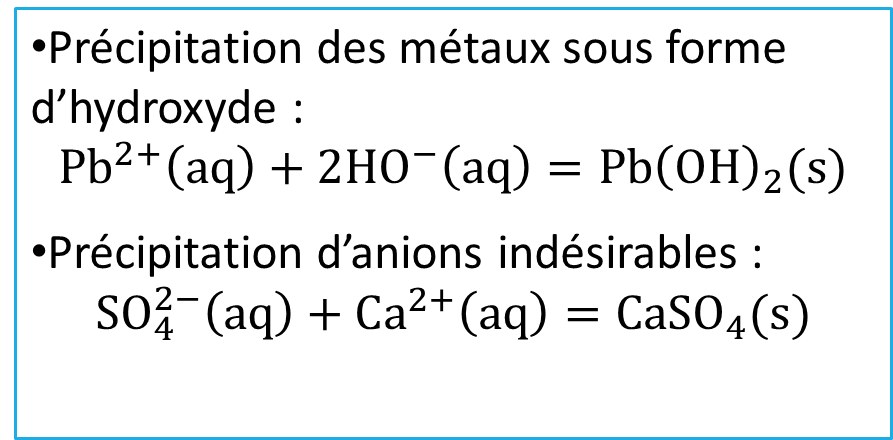 •Précipitation des métaux sous forme
d’hydroxyde :
Pb²⁺(aq) + 2HO⁻(aq) = Pb(OH)₂(s)
•Précipitation d’anions indésirables :
SO₄²⁻(aq) + Ca²⁺(aq) = CaSO₄(s)